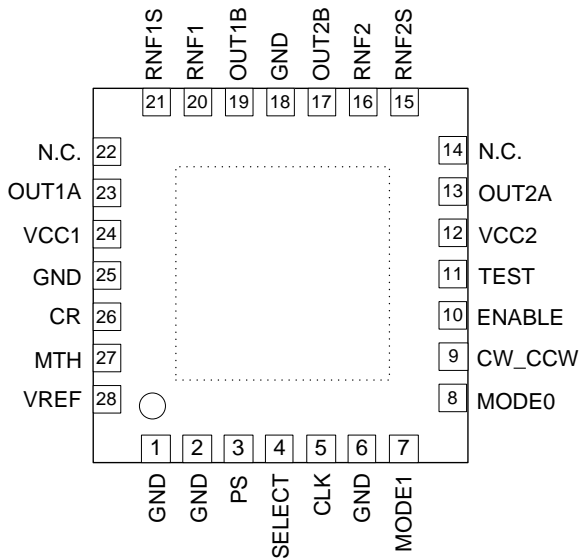 RNF1S
RNF1
OUT1B
GND
OUT2B
RNF2
RNF2S
21
20
19
18
17
16
15
N.C. 22
14 N.C.
OUT1A 23
13 OUT2A
VCC1 24
12 VCC2
GND 25
11 TEST
CR 26
10 ENABLE
MTH 27
9 CW_CCW
VREF 28
8 MODE0
1
2
3
4
5
6
7
GND
GND
PS
SELECT
CLK
GND
MODE1